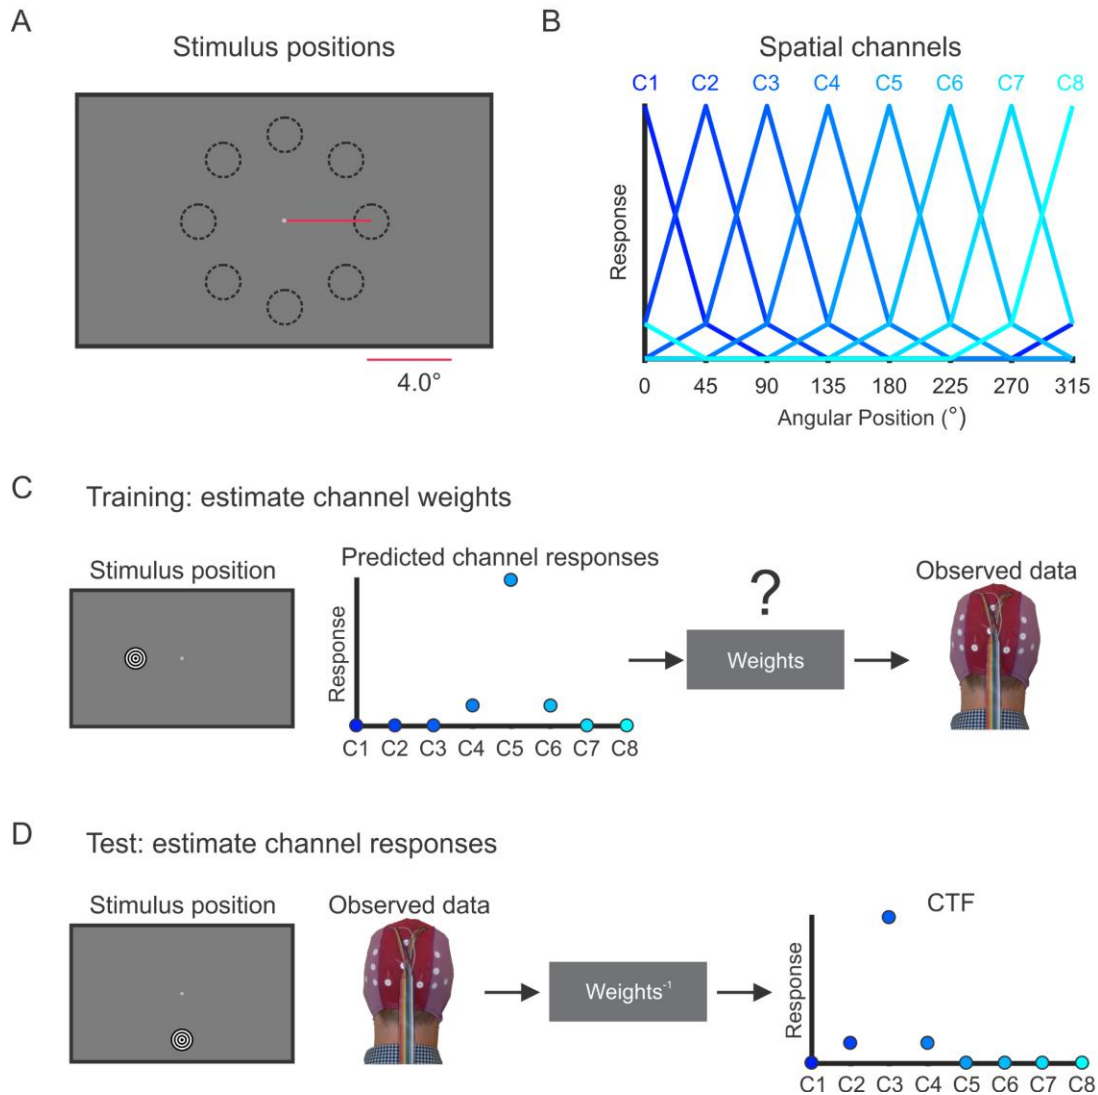 A
Stimulus positions
4.0°
B
Spatial channels
C1 C2 C3 C4 C5 C6 C7 C8
Response
0 45 90 135 180 225 270 315
Angular Position (°)
C
Training: estimate channel weights
Stimulus position
Predicted channel responses
Response
C1 C2 C3 C4 C5 C6 C7 C8
?
Weights
Observed data
D
Test: estimate channel responses
Stimulus position
Observed data
Weights⁻¹
CTF
Response
C1 C2 C3 C4 C5 C6 C7 C8